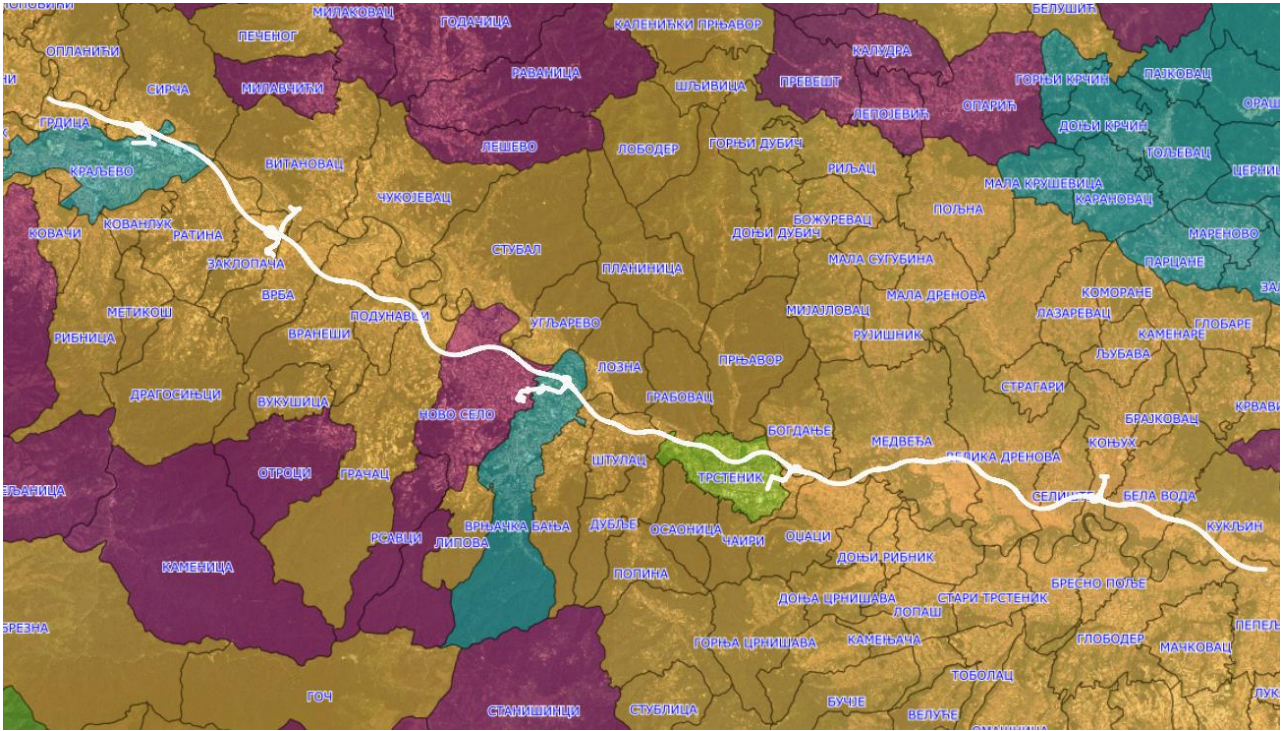 МИЛАКОВАЦ
ГОДАЧИЦА
КАЛЕНИЋКИ ПРЊАВОР
БЕЛУШИЋ
ОПЛАНИЋИ
ПЕЧЕНОГ
КАЛУДРА
СИРЧА
МИЛАВЧИЋИ
РАВАНИЦА
ШЉИВИЦА
ПРЕВЕШТ
ГОРЊИ КРЧИН
ПАЈКОВАЦ
ГРДИЦА
ЛЕПОЈЕВИЋ
ОПАРИЋ
ДОЊИ КРЧИН
ЛЕШЕВО
ЛОБОДЕР
ГОРЊИ ДУБИЧ
ТОЉЕВАЦ
КРАЉЕВО
ВИТАНОВАЦ
РИЉАЦ
МАЛА КРУШЕВИЦА
ЧУКОЈЕВАЦ
КАРАНОВАЦ
КОВАЧИ
КОВАНЛУК
РАТИНА
ДОЊИ ДУБИЧ
БОЖУРЕВАЦ
ПОЉНА
МАРЕНОВО
ЗАКЛОПАЧА
СТУБАЛ
ПЛАНИНИЦА
МАЛА СУГУБИНА
ПАРЦАНЕ
ВРБА
МАЛА ДРЕНОВА
КОМОРАНЕ
МЕТИКОШ
ПОДУНАВЦИ
МИЈАЈЛОВАЦ
ЛАЗАРЕВАЦ
РИБНИЦА
ВРАНЕШИ
УГЉАРЕВО
РУЈИШНИК
КАМЕНАРЕ
ГЛОБАРЕ
ЛОЗНА
ПРЊАВОР
ЉУБАВА
ДРАГОСИЊЦИ
ВУКУШИЦА
ГРАБОВАЦ
СТРАГАРИ
НОВО СЕЛО
БОГДАЊЕ
БРАЈКОВАЦ
ОТРОЦИ
ГРАЧАЦ
ШТУЛАЦ
ТРСТЕНИК
МЕДВЕЂА
ВЕЛИКА ДРЕНОВА
КОЊУХ
СЕЛИШТЕ
БЕЛА ВОДА
РСАВЦИ
ЛИПОВА
ВРЊАЧКА БАЊА
ДУБЉЕ
ОСАОНИЦА
ЧАИРИ
ОЏАЦИ
КУКЉИН
КАМЕНИЦА
ПОПИНА
ДОЊИ РИБНИК
БРЕСНО ПОЉЕ
ДОЊА ЦРНИШАВА
ЛОПАШ
СТАРИ ТРСТЕНИК
ГОРЊА ЦРНИШАВА
КАМЕЊАЧА
ГЛОБОДЕР
МАЧКОВАЦ
ГОЧ
СТАНИШИНЦИ
СТУБЛИЦА
БУЧЈЕ
ВЕЛУЋЕ
ТОБОЛАЦ